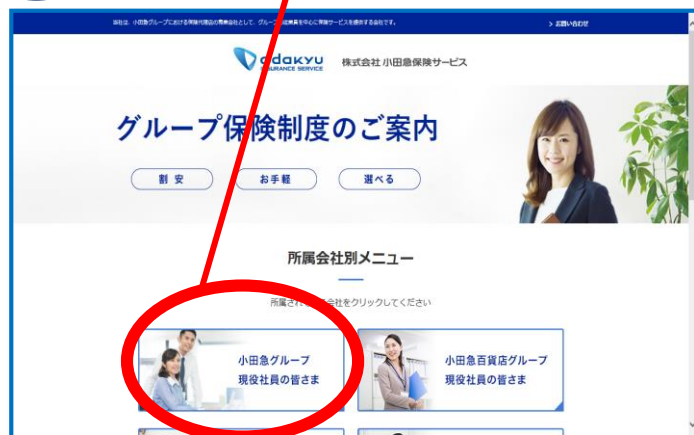 当社は、小田急グループにおける保険代理店の専業会社として、グループ従業員を中心に保険サービスを提供する会社です。
> お問い合わせ
odakyu
INSURANCE SERVICE
株式会社 小田急保険サービス
グループ保険制度のご案内
割安
お手軽
選べる
所属会社別メニュー
会社をクリックしてください
小田急グループ
現役社員の皆さま
小田急百貨店グループ
現役社員の皆さま